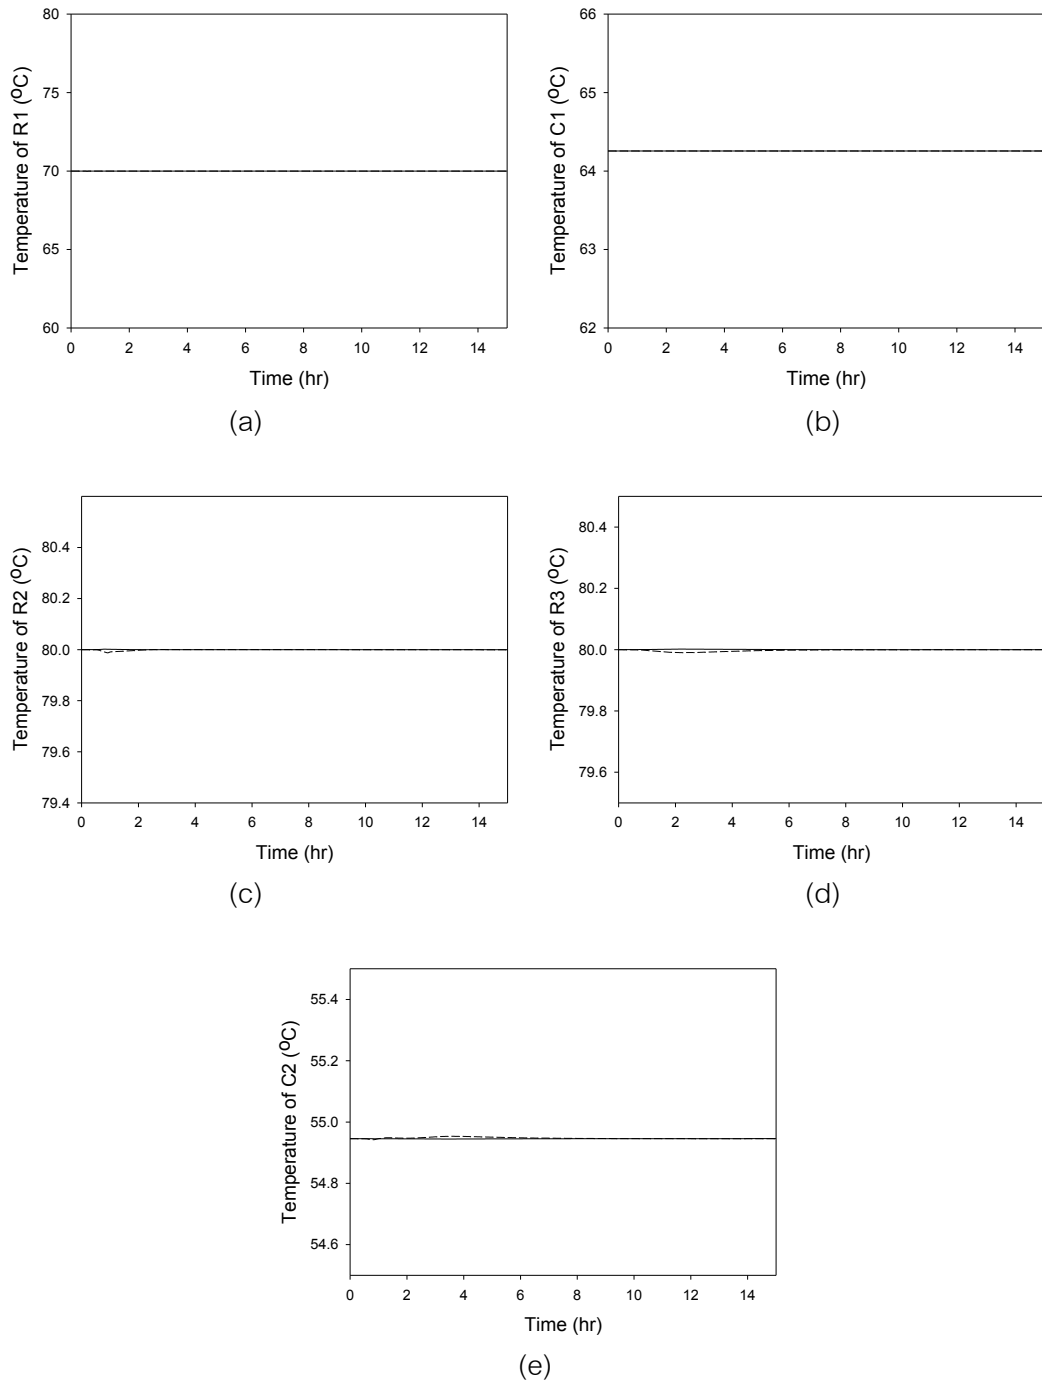 Temperature of R1 (ºC)
80
75
70
65
60
0 2 4 6 8 10 12 14
Time (hr)
(a)
Temperature of C1 (ºC)
66
65
64
63
62
0 2 4 6 8 10 12 14
Time (hr)
(b)
Temperature of R2 (ºC)
80.4
80.2
80.0
79.8
79.6
79.4
0 2 4 6 8 10 12 14
Time (hr)
(c)
Temperature of R3 (ºC)
80.4
80.2
80.0
79.8
79.6
0 2 4 6 8 10 12 14
Time (hr)
(d)
Temperature of C2 (ºC)
55.4
55.2
55.0
54.8
54.6
0 2 4 6 8 10 12 14
Time (hr)
(e)